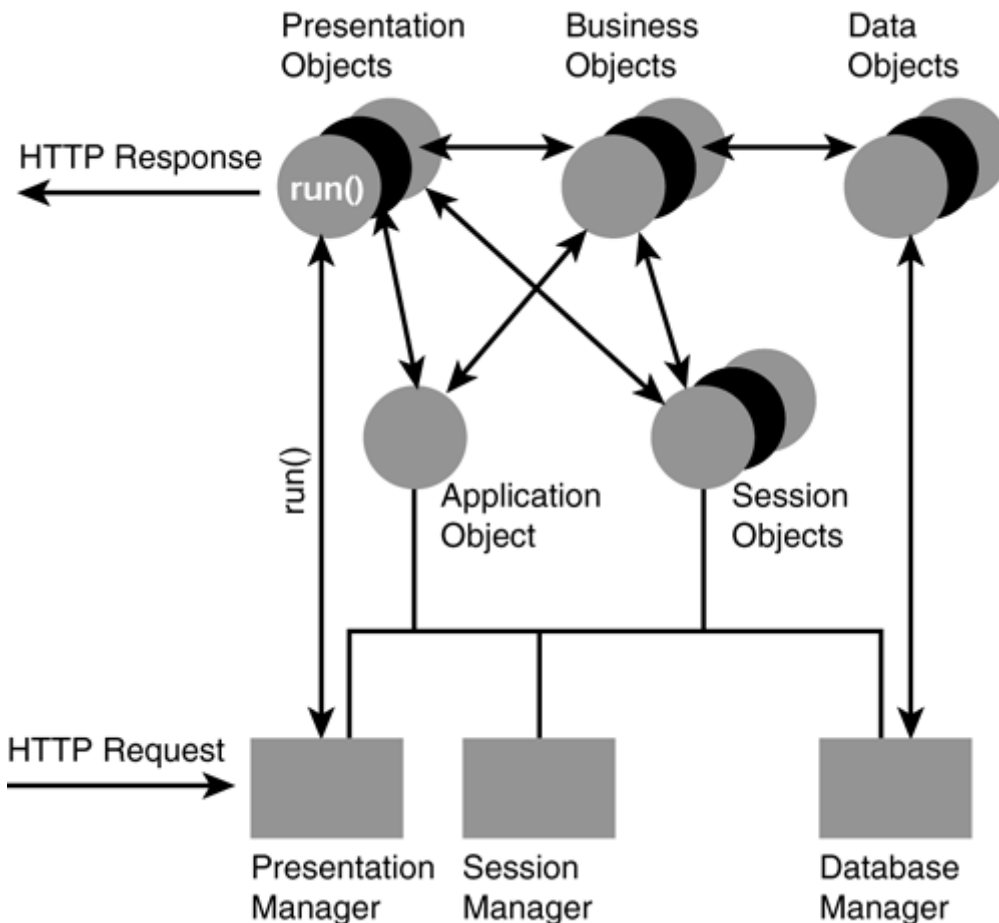 Presentation
Objects
Business
Objects
Data
Objects
HTTP Response
run()
run()
Application
Object
Session
Objects
HTTP Request
Presentation
Manager
Session
Manager
Database
Manager